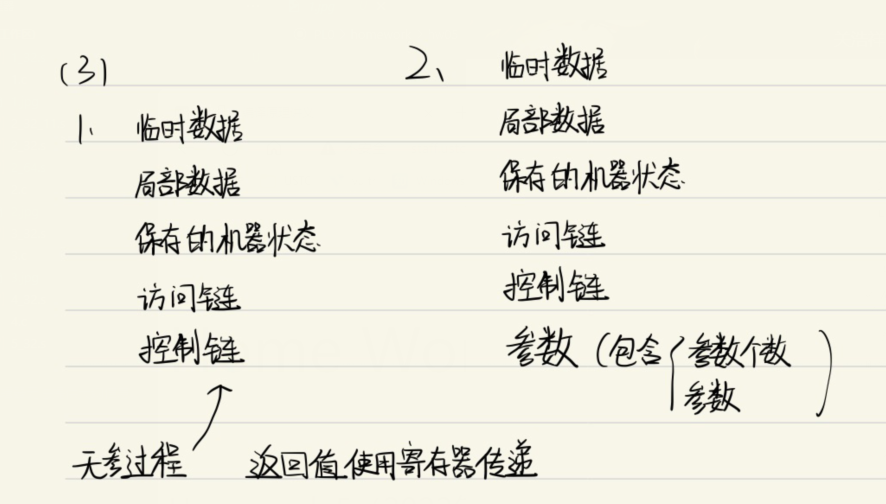 (3)
1、 临时数据
局部数据
保存的机器状态
访问链
控制链
无参过程 返回值使用寄存器传递
2、 临时数据
局部数据
保存的机器状态
访问链
控制链
参数 (包含{参数个数
参数)